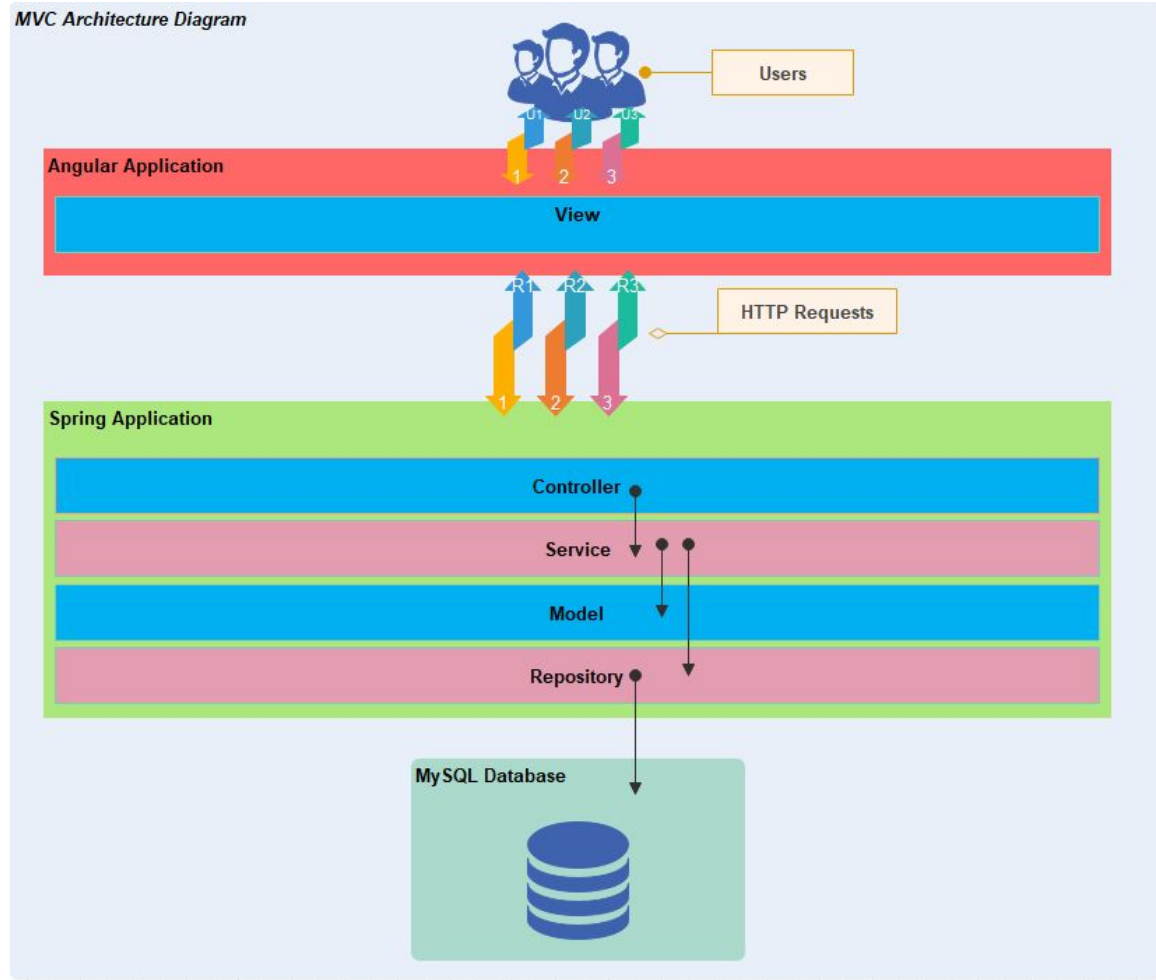 MVC Architecture Diagram
Users
U1 U2 U3
Angular Application
1 2 3
View
R1 R2 R3
HTTP Requests
1 2 3
Spring Application
Controller
Service
Model
Repository
MySQL Database